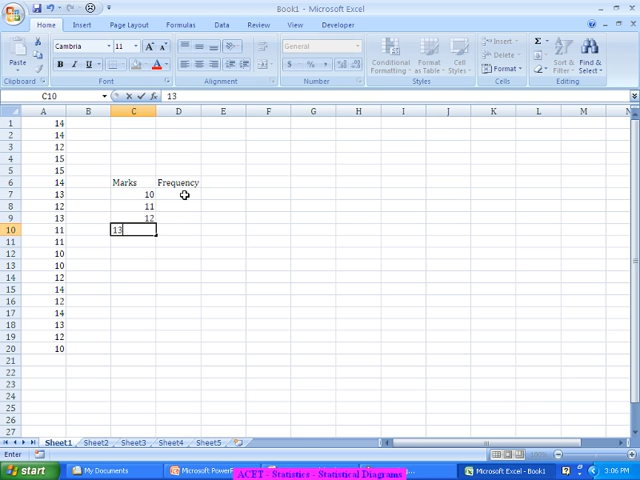 Book1 - Microsoft Excel
Home Insert Page Layout Formulas Data Review View Developer
Paste
Cambria 11 A A
General
Conditional Formatting
Format as Table
Cell Styles
Insert
Format
Sort & Filter
Find & Select
B I U
$ % ,
Clipboard Font Alignment Number Styles Cells Editing
C10 fx 13
A B C D E F G H I J K L M N
1 14
2 14
3 12
4 15
5 15
6 14 Marks Frequency
7 13 10
8 12 11
9 13 12
10 11 13
11 11
12 10
13 10
14 12
15 14
16 12
17 14
18 13
19 12
20 10
21
22
23
24
25
26
27
Sheet1 Sheet2 Sheet3 Sheet4 Sheet5
Enter 100%
start My Documents Microsoft Microsoft Excel - Book1 3:06 PM
ACET - Statistics - Statistical Diagrams